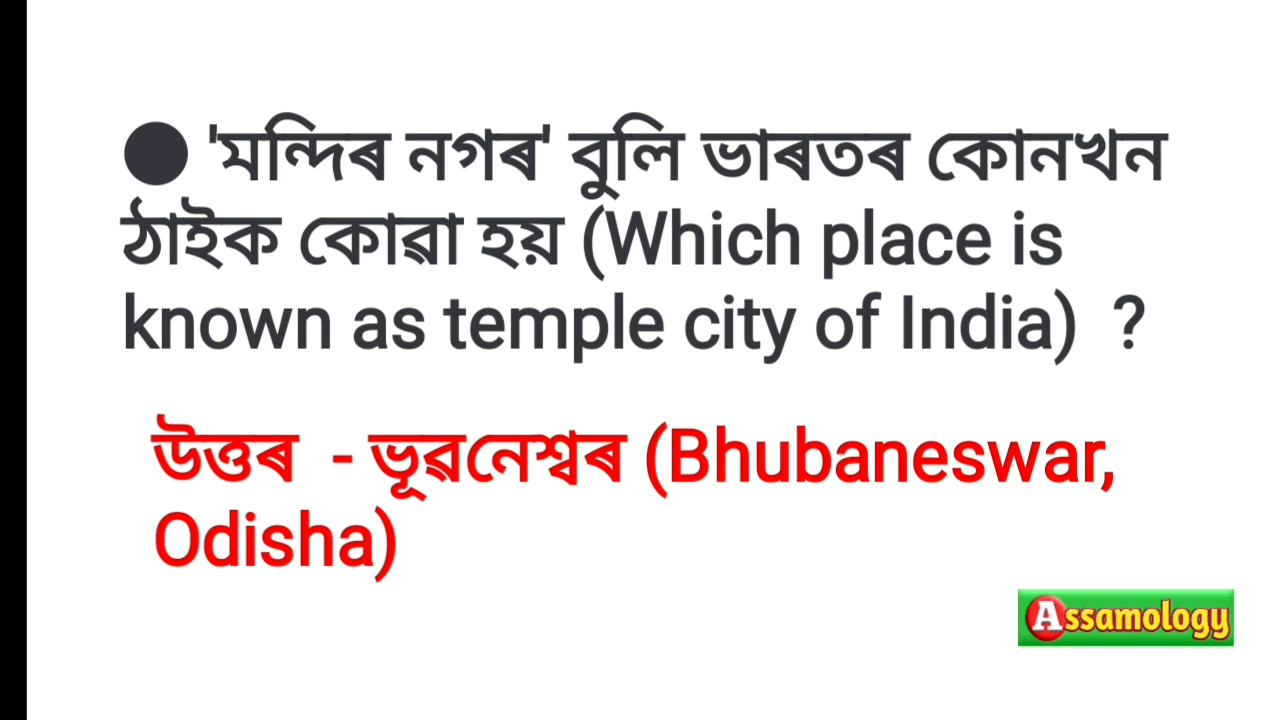 ● 'মন্দিৰ নগৰ' বুলি ভাৰতৰ কোনখন
ঠাইক কোৱা হয় (Which place is
known as temple city of India) ?
উত্তৰ - ভূৱনেশ্বৰ (Bhubaneswar,
Odisha)
Assamology